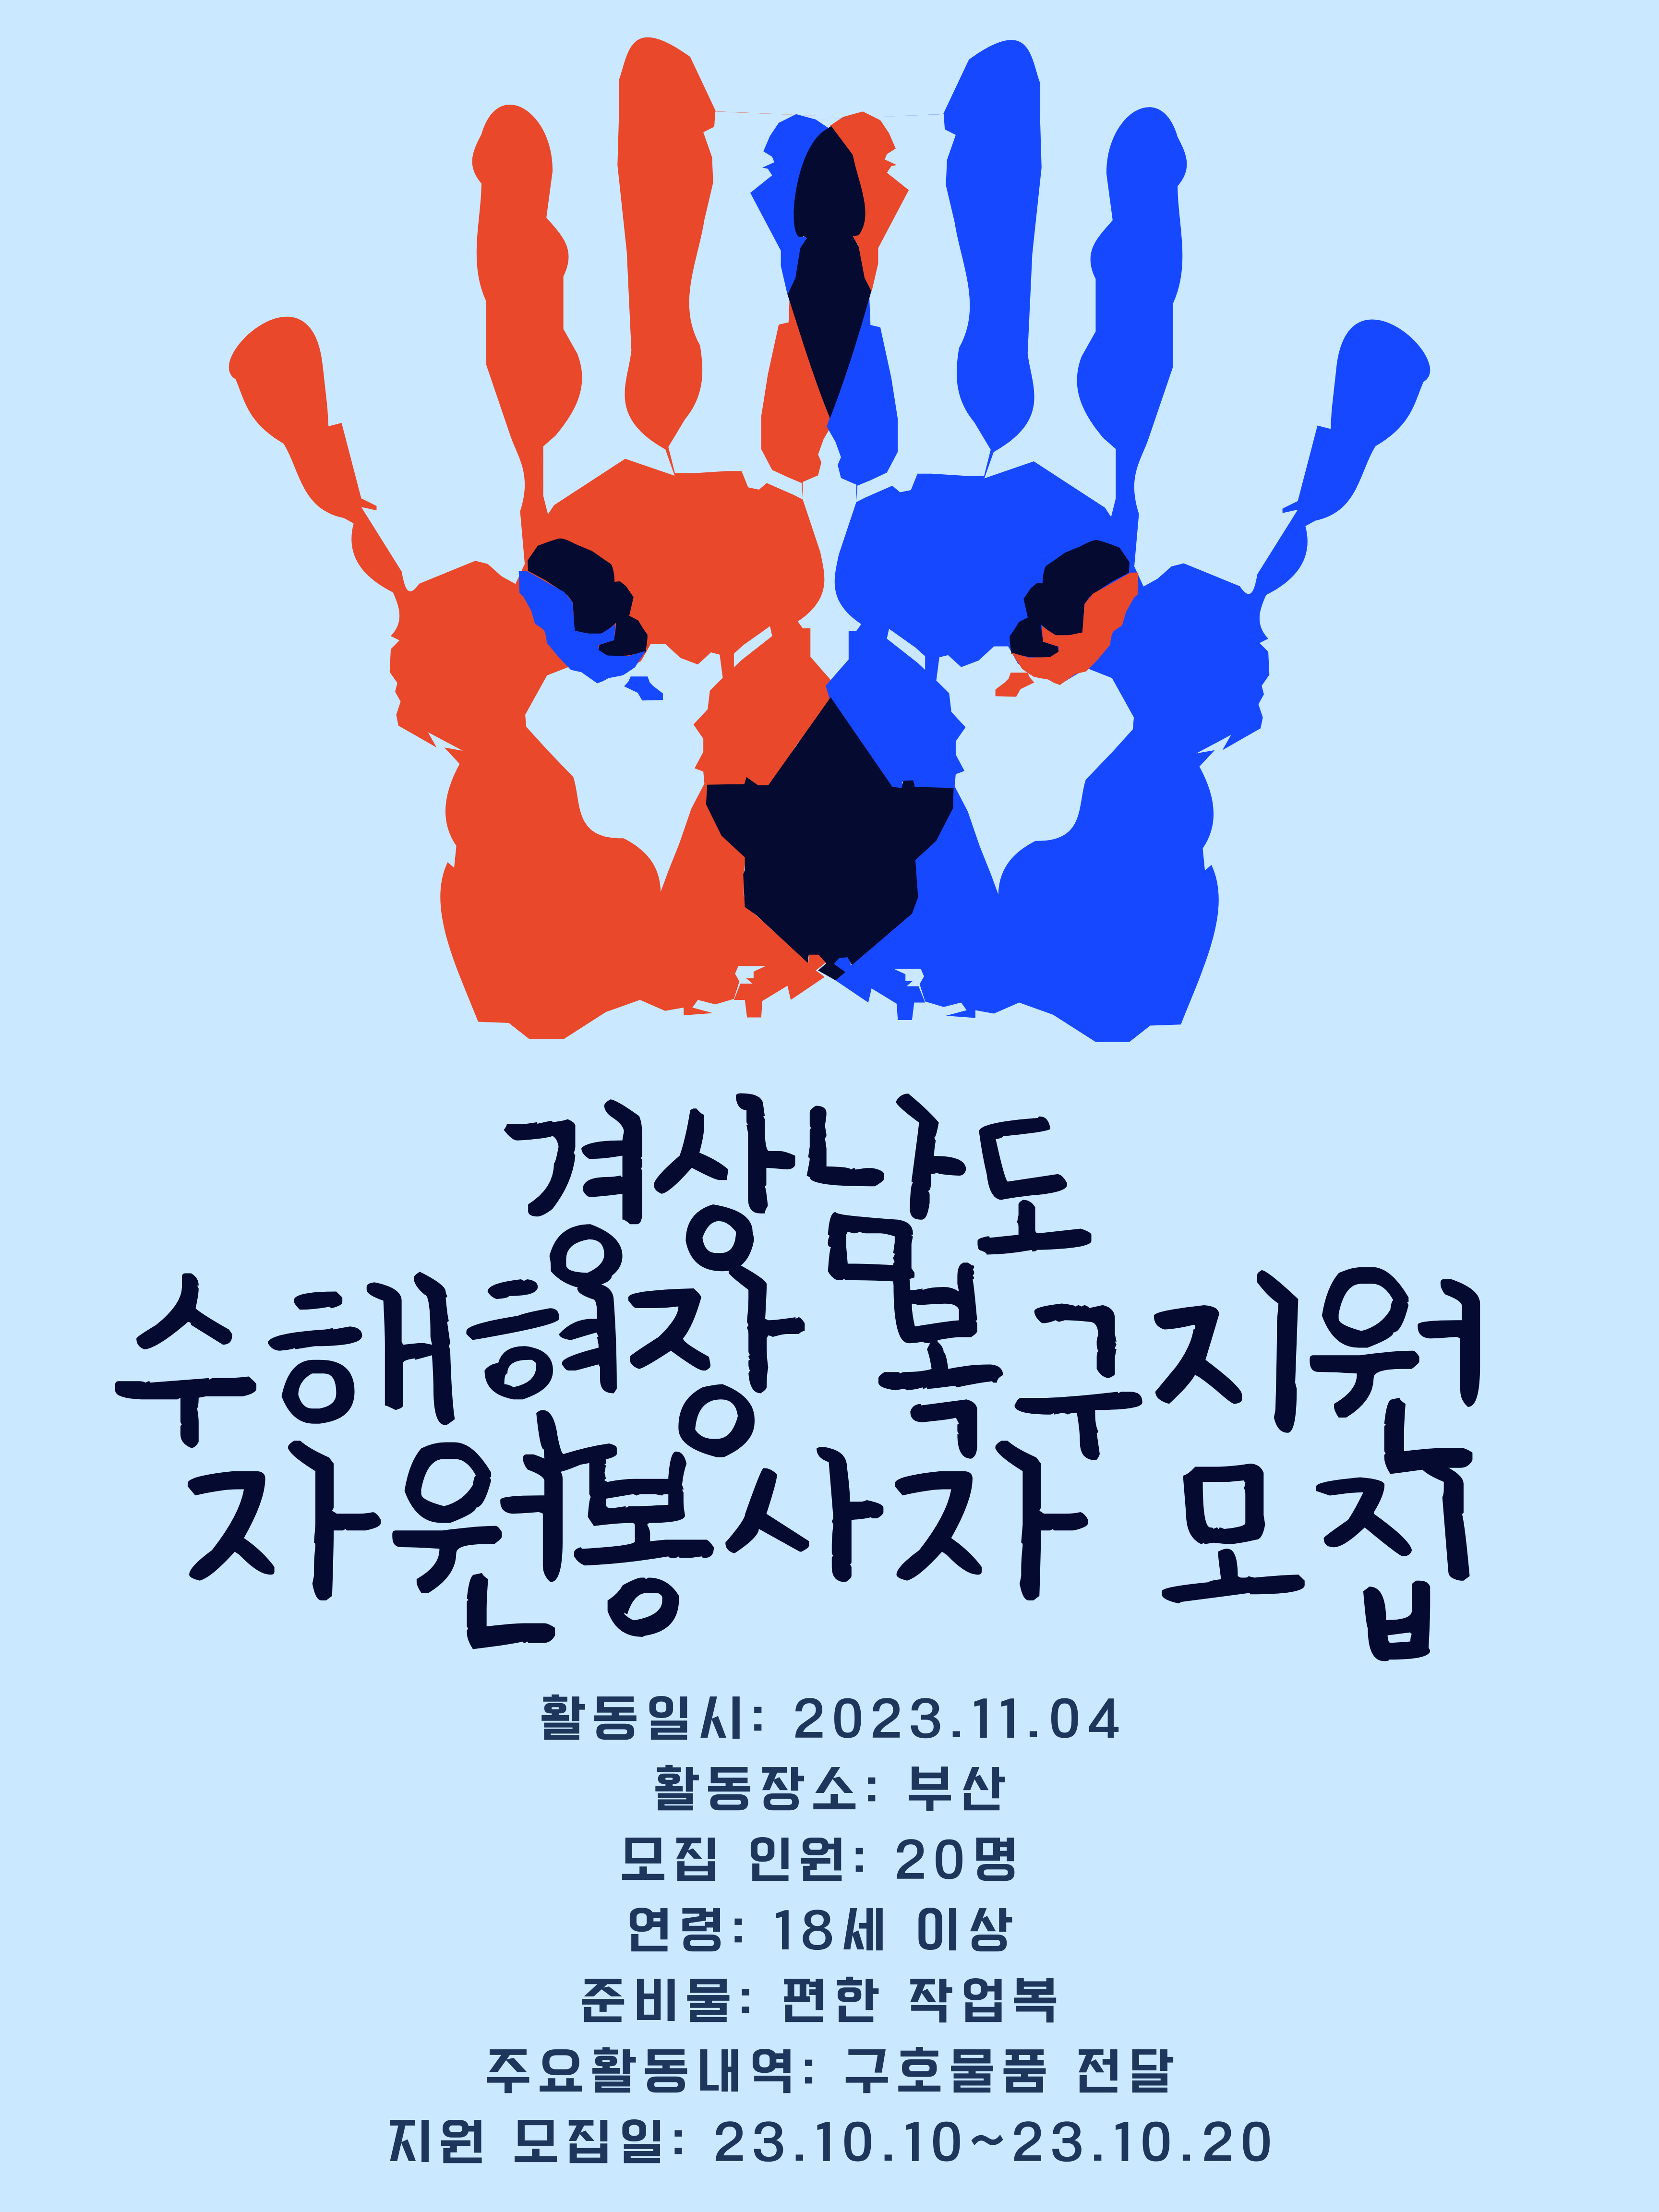 경상남도
수해현장 복구지원
자원봉사자 모집
활동일시: 2023.11.04
활동장소: 부산
모집 인원: 20명
연령: 18세 이상
준비물: 편한 작업복
주요활동내역: 구호물품 전달
지원 모집일: 23.10.10~23.10.20